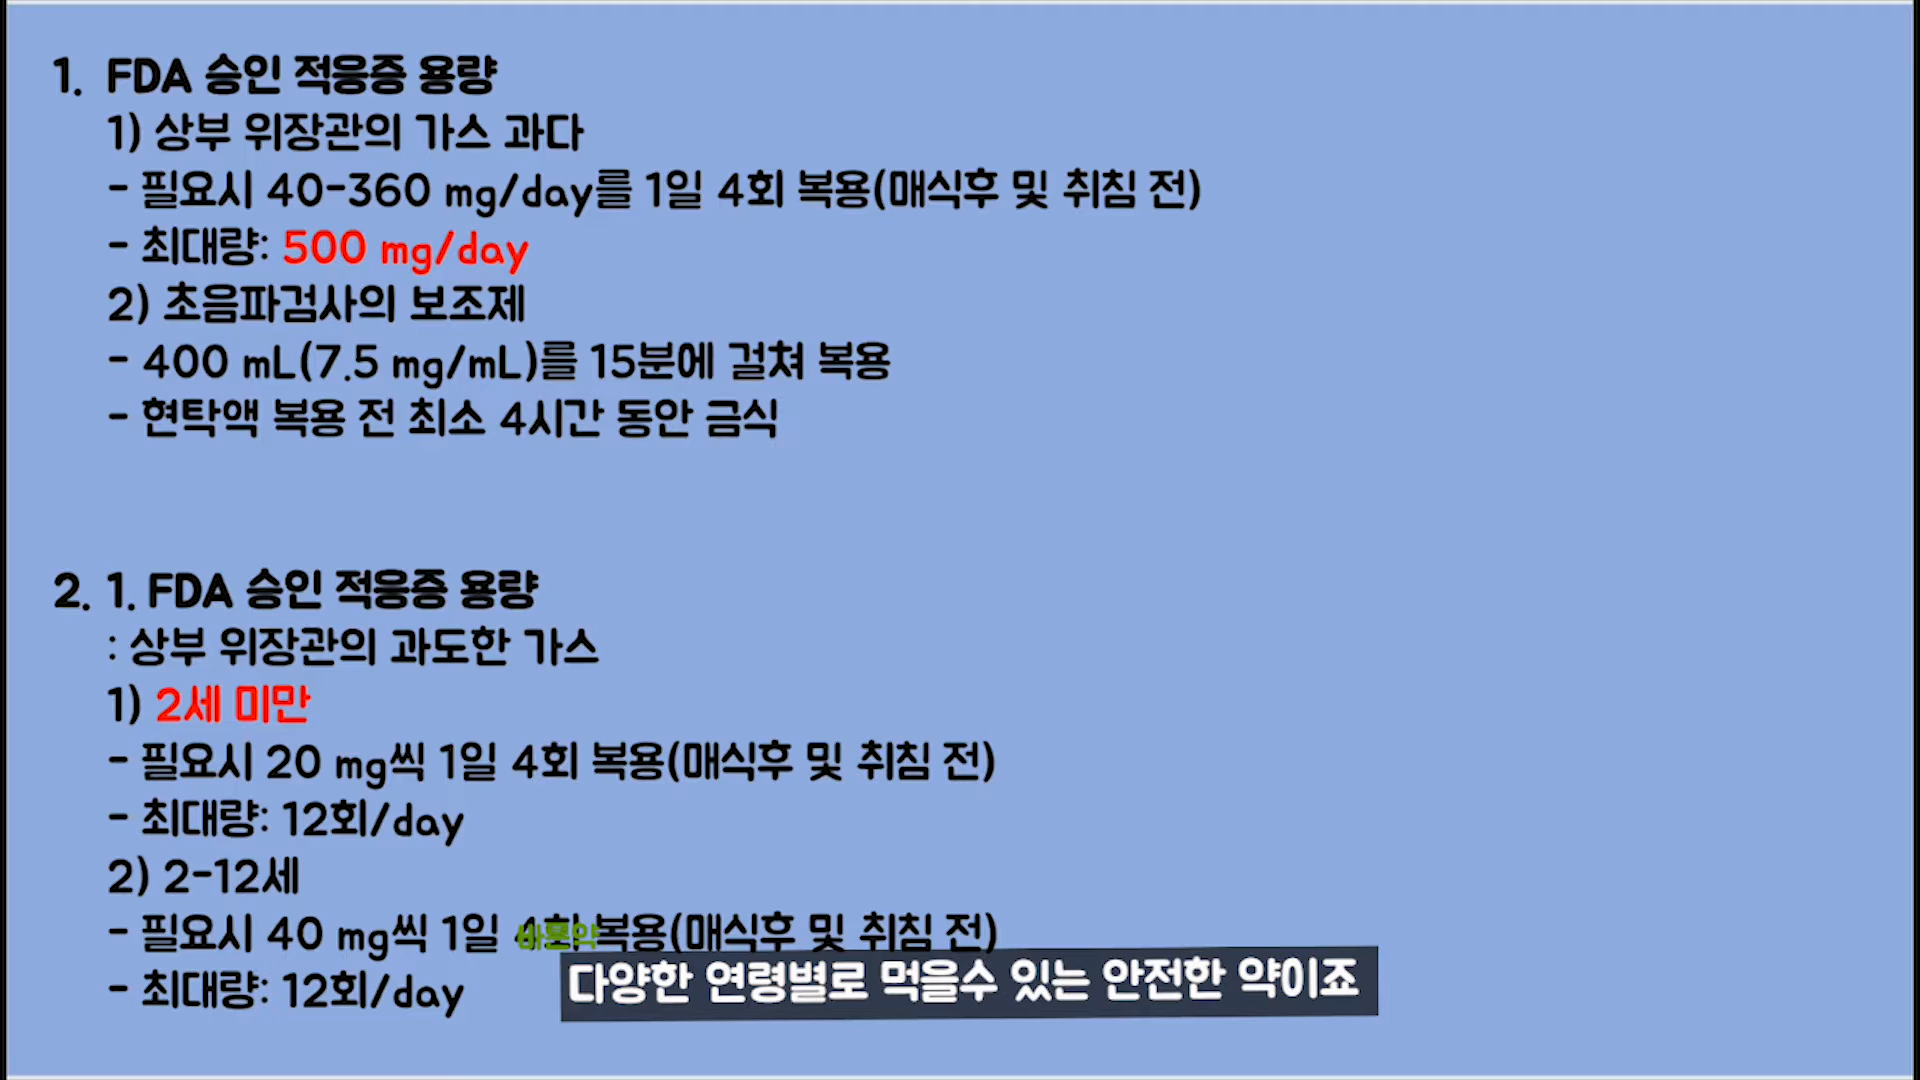 1. FDA 승인 적응증 용량
1) 상부 위장관의 가스 과다
- 필요시 40-360 mg/day를 1일 4회 복용(매식후 및 취침 전)
- 최대량: 500 mg/day
2) 초음파검사의 보조제
- 400 mL(7.5 mg/mL)를 15분에 걸쳐 복용
- 현탁액 복용 전 최소 4시간 동안 금식
2. 1. FDA 승인 적응증 용량
: 상부 위장관의 과도한 가스
1) 2세 미만
- 필요시 20 mg씩 1일 4회 복용(매식후 및 취침 전)
- 최대량: 12회/day
2) 2-12세
- 필요시 40 mg씩 1일 4회 복용(매식후 및 취침 전)
- 최대량: 12회/day
다양한 연령별로 먹을수 있는 안전한 약이죠